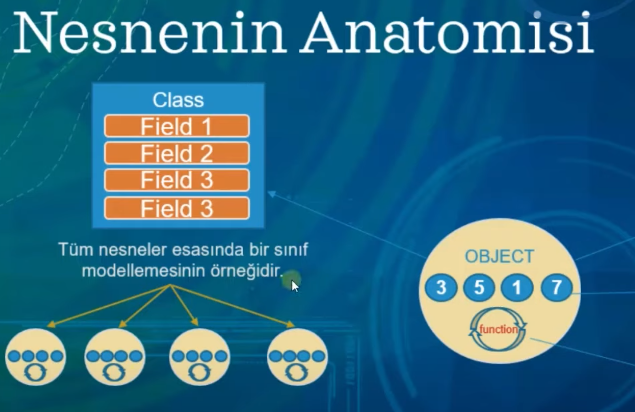 Nesnenin Anatomisi
Class
Field 1
Field 2
Field 3
Field 3
Tüm nesneler esasında bir sınıf
modellemesinin örneğidir.
OBJECT
3 5 1 7
function